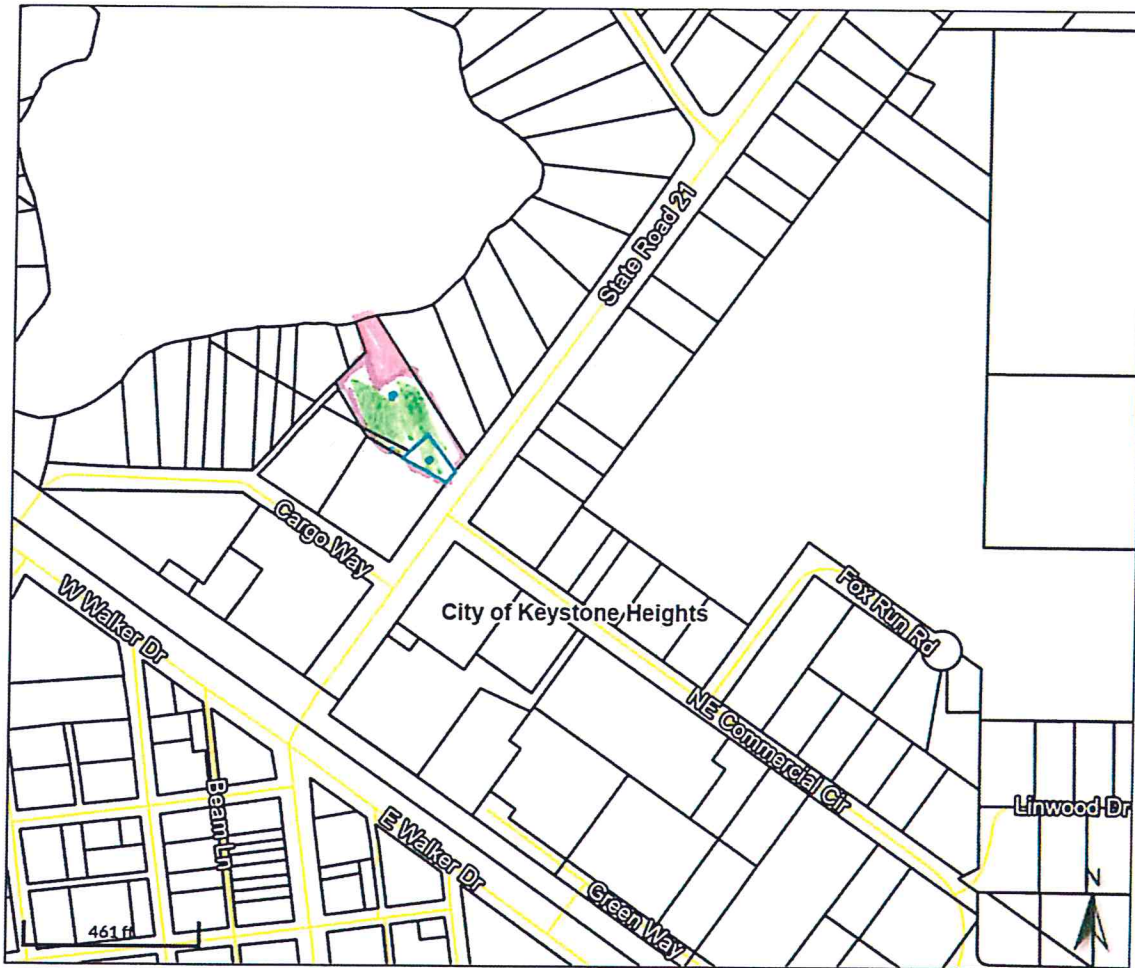 State Road 21
Cargo Way
W Walker Dr
City of Keystone Heights
Fox Run Rd
NE Commercial Cir
Beam Ln
Linwood Dr
E Walker Dr
Green Way
N
461 ft